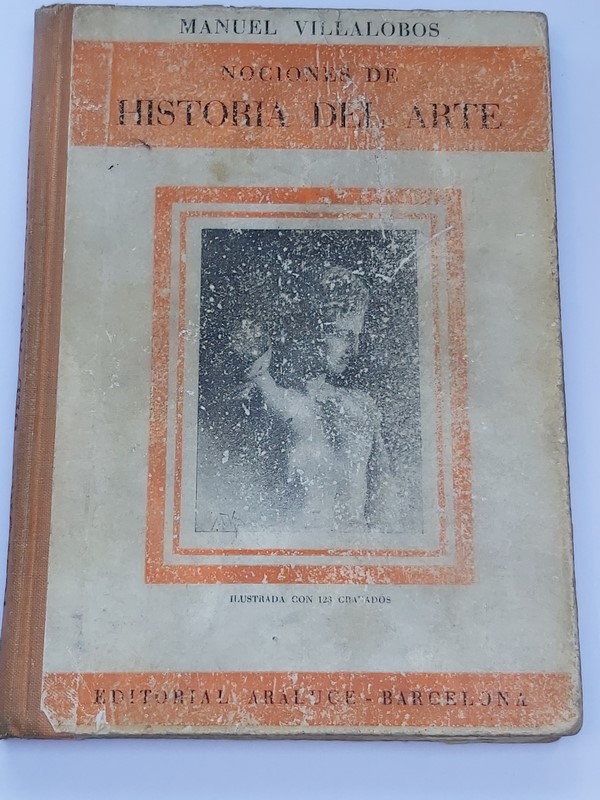 MANUEL VILLALOBOS
NOCIONES DE
HISTORIA DEL ARTE
ILUSTRADA CON 123 GRABADOS
EDITORIAL ARALUCE - BARCELONA